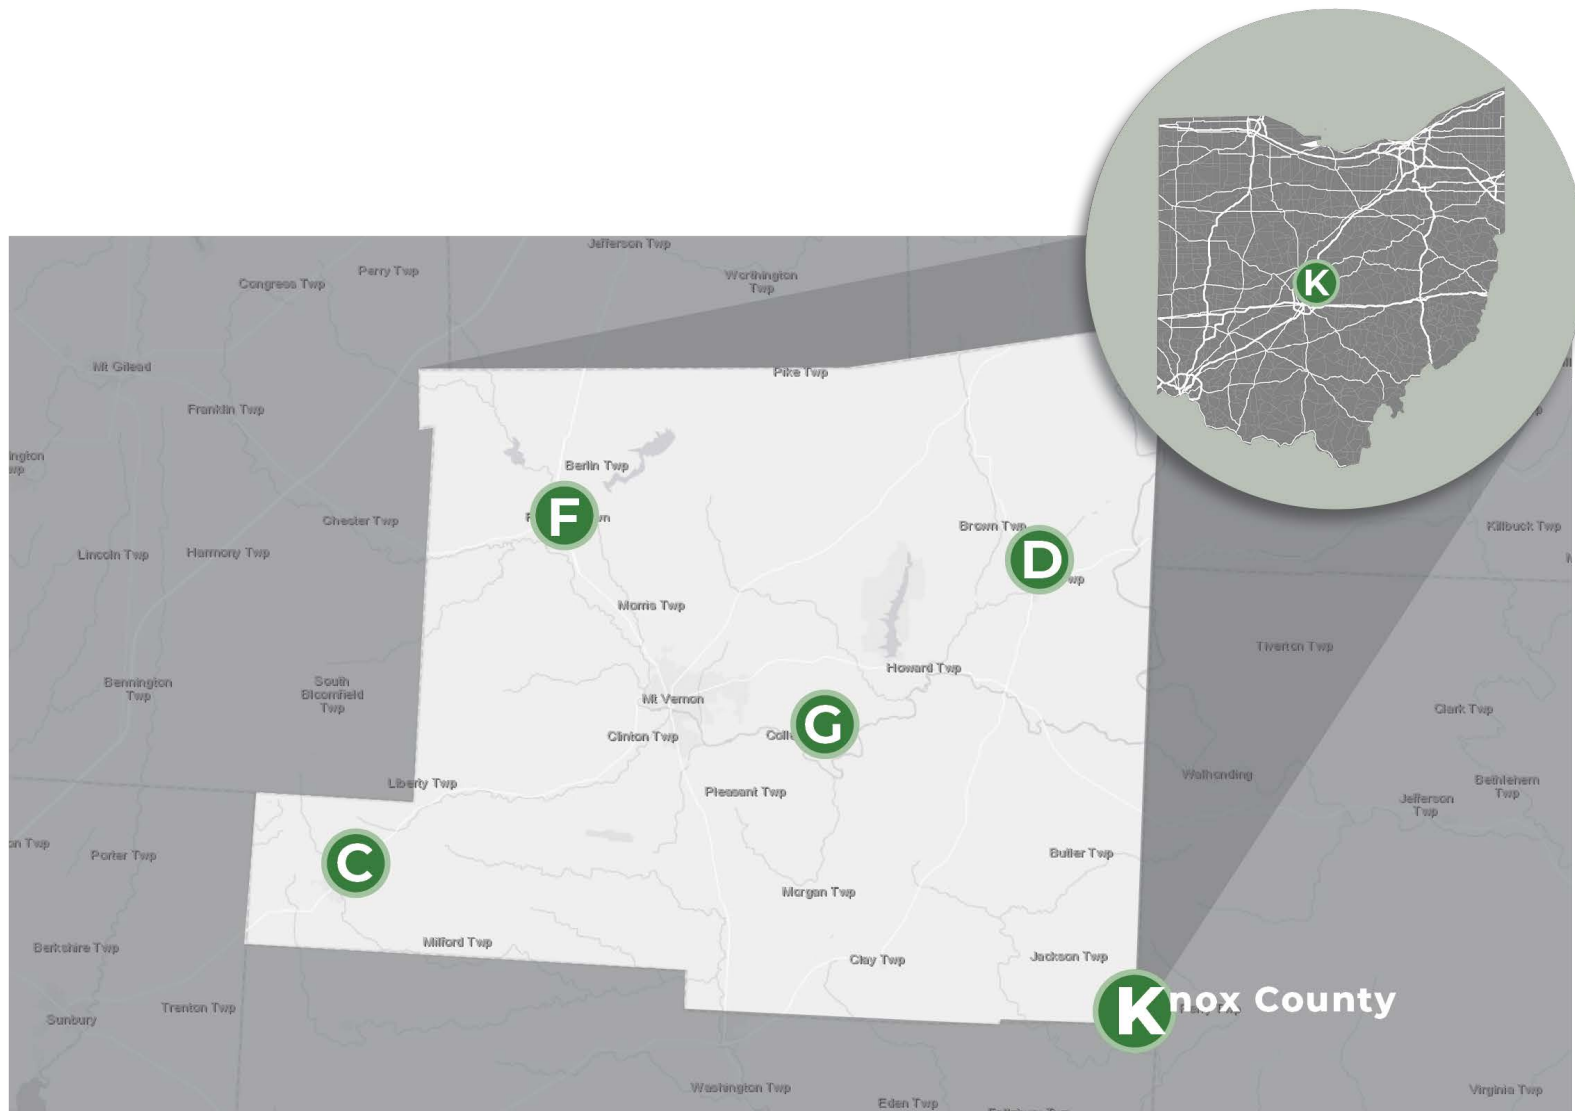 Jefferson Twp
Perry Twp
Congress Twp
Worthington
Twp
K
Mt Gilead
Pike Twp
Franklin Twp
Berlin Twp
F
Chester Twp
Brown Twp
Killbuck Twp
Lincoln Twp
Harmony Twp
D
Morris Twp
Tiverton Twp
Howard Twp
Bennington
Twp
South
Bloomfield
Twp
Mt Vernon
Clark Twp
G
Clinton Twp
Walhonding
Bethlehem
Twp
Liberty Twp
Pleasant Twp
Jefferson
Twp
Porter Twp
C
Butler Twp
Morgan Twp
Berkshire Twp
Milford Twp
Clay Twp
Jackson Twp
Knox County
Trenton Twp
Sunbury
Washington Twp
Eden Twp
Virginia Twp